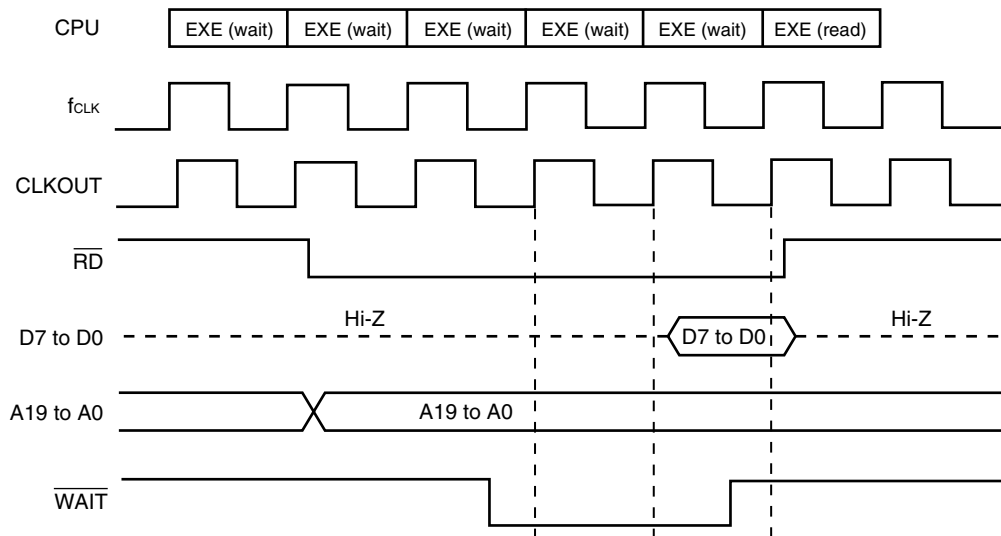 CPU EXE (wait) EXE (wait) EXE (wait) EXE (wait) EXE (wait) EXE (read)
fCLK
CLKOUT
RD
Hi-Z Hi-Z
D7 to D0 D7 to D0
A19 to A0 A19 to A0
WAIT